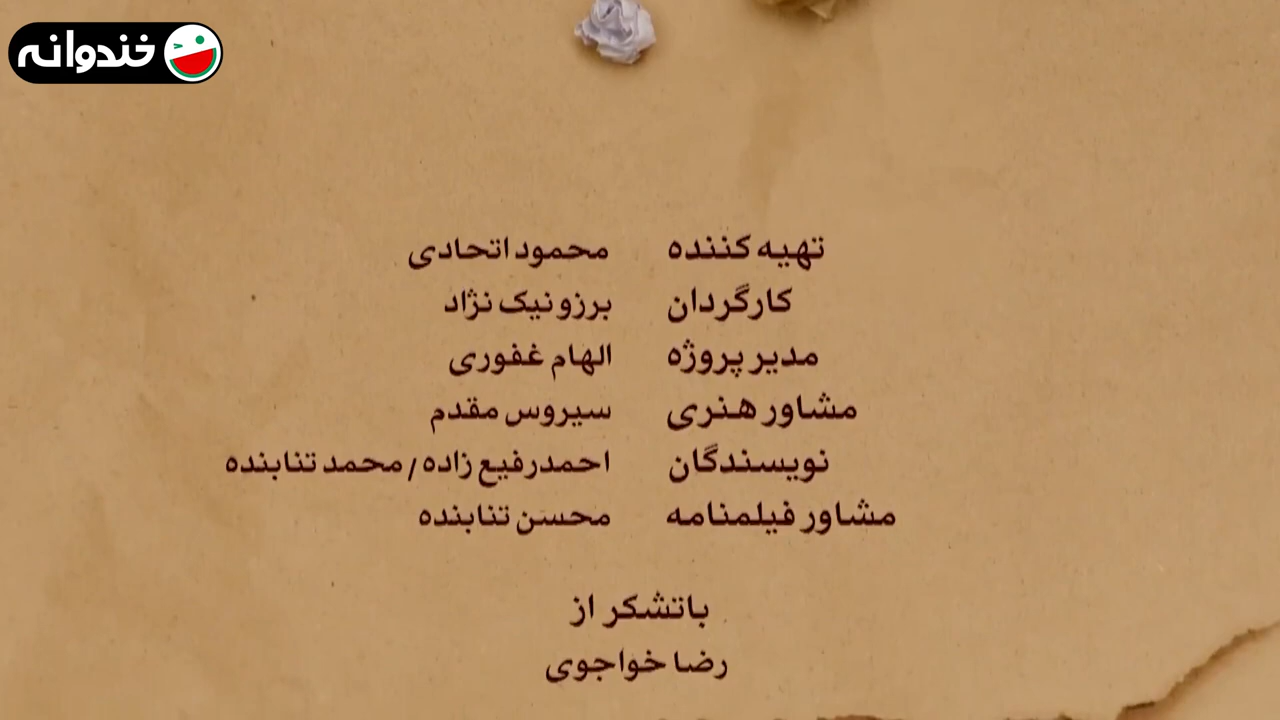 خندوانه
تهیه کننده محمود اتحادی
کارگردان برزو نیک نژاد
مدیر پروژه الهام غفوری
مشاور هنری سیروس مقدم
نویسندگان احمدرفیع زاده / محمد تنابنده
مشاور فیلمنامه محسن تنابنده
باتشکر از
رضا خواجوی